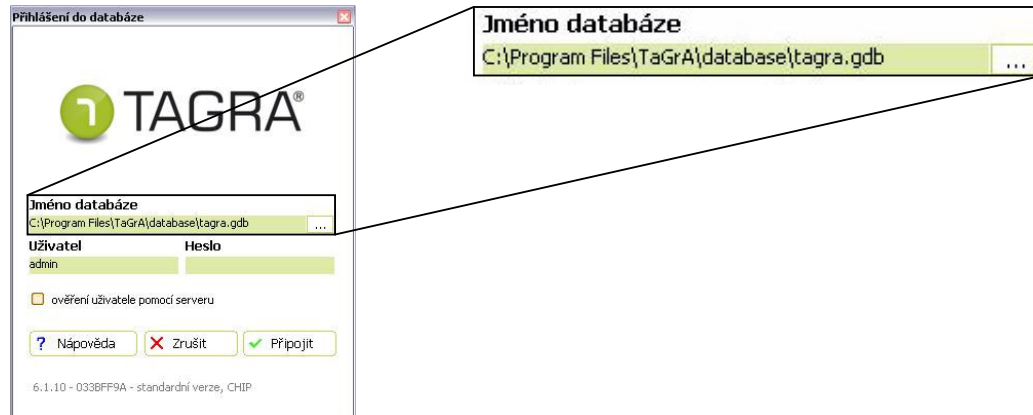 Přihlášení do databáze
TAGRA®
Jméno databáze
C:\Program Files\TaGrA\database\tagra.gdb ...
Uživatel Heslo
admin
ověření uživatele pomocí serveru
? Nápověda Zrušit Připojit
6.1.10 - 033BFF9A - standardní verze, CHIP
Jméno databáze
C:\Program Files\TaGrA\database\tagra.gdb ...